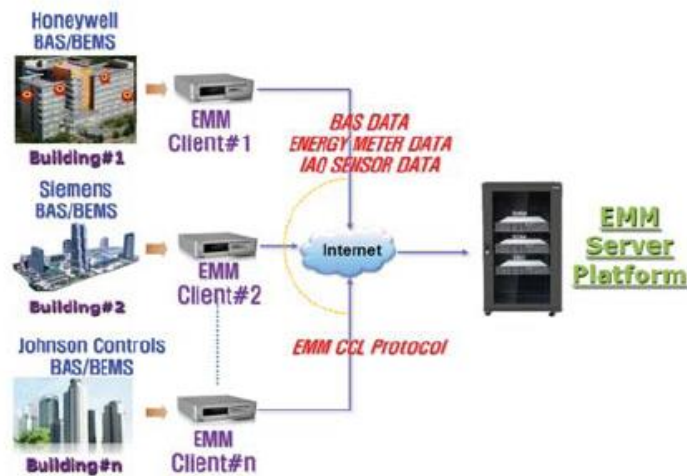 Honeywell
BAS/BEMS
Building#1
EMM
Client#1
BAS DATA
ENERGY METER DATA
IAQ SENSOR DATA
Siemens
BAS/BEMS
Building#2
EMM
Client#2
Internet
EMM
Server
Platform
EMM CCL Protocol
Johnson Controls
BAS/BEMS
Building#n
EMM
Client#n